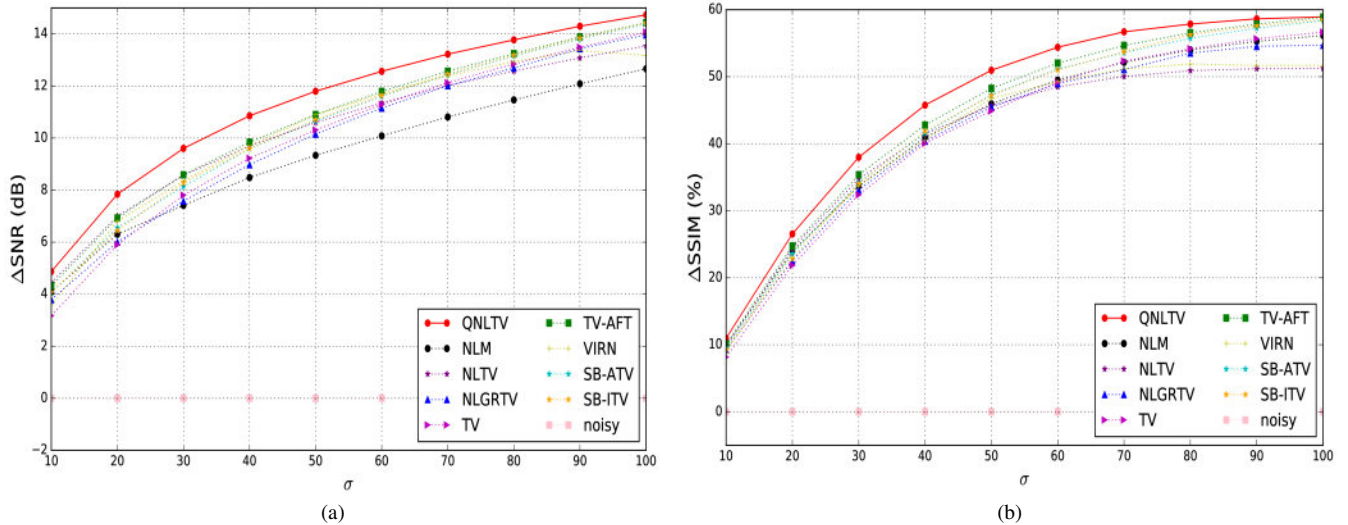 ΔSNR (dB)
14
12
10
8
6
4
2
0
−2
10 20 30 40 50 60 70 80 90 100
σ
QNLTV TV-AFT
NLM VIRN
NLTV SB-ATV
NLGRTV SB-ITV
TV noisy
(a)
ΔSSIM (%)
60
50
40
30
20
10
0
10 20 30 40 50 60 70 80 90 100
σ
QNLTV TV-AFT
NLM VIRN
NLTV SB-ATV
NLGRTV SB-ITV
TV noisy
(b)